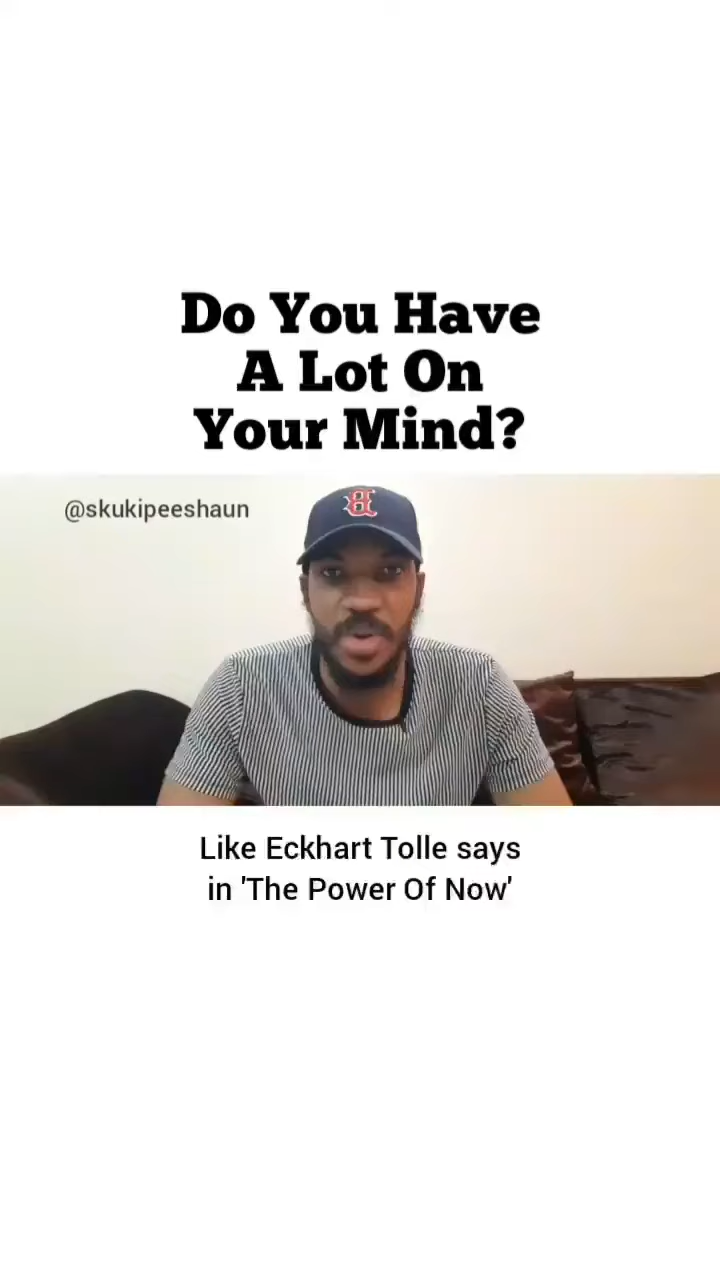 Do You Have
A Lot On
Your Mind?
@skukipeeshaun
Like Eckhart Tolle says
in 'The Power Of Now'